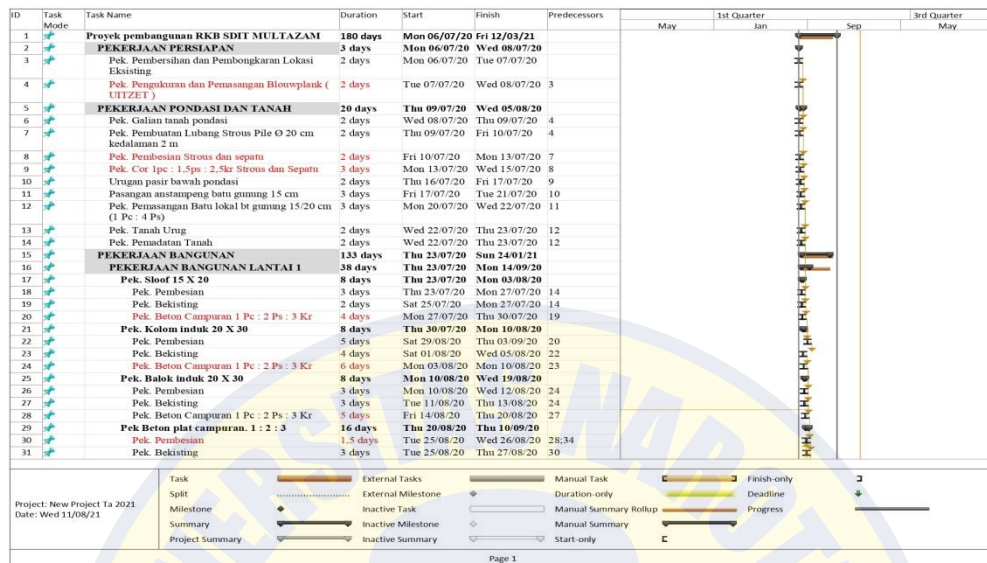 ID Task Mode Task Name Duration Start Finish Predecessors 1st Quarter 3rd Quarter
May Jan Sep May
1 Proyek pembangunan RKB SDIT MULTAZAM 180 days Mon 06/07/20 Fri 12/03/21
2 PEKERJAAN PERSIAPAN 3 days Mon 06/07/20 Wed 08/07/20
3 Pek. Pembersihan dan Pembongkaran Lokasi 2 days Mon 06/07/20 Tue 07/07/20
Eksisting
4 Pek. Pengukuran dan Pemasangan Blouwplank ( 2 days Tue 07/07/20 Wed 08/07/20 3
UITZET )
5 PEKERJAAN PONDASI DAN TANAH 20 days Thu 09/07/20 Wed 05/08/20
6 Pek. Galian tanah pondasi 2 days Wed 08/07/20 Thu 09/07/20 4
7 Pek. Pembuatan Lubang Strous Pile Ø 20 cm 2 days Thu 09/07/20 Fri 10/07/20 4
kedalaman 2 m
8 Pek. Pembesian Strous dan sepatu 2 days Fri 10/07/20 Mon 13/07/20 7
9 Pek. Cor 1pc : 1,5ps : 2,5kr Strous dan Sepatu 3 days Mon 13/07/20 Wed 15/07/20 8
10 Urugan pasir bawah pondasi 2 days Thu 16/07/20 Fri 17/07/20 9
11 Pasangan anstampeng batu gunung 15 cm 3 days Fri 17/07/20 Tue 21/07/20 10
12 Pek. Pemasangan Batu lokal bt gunung 15/20 cm 3 days Mon 20/07/20 Wed 22/07/20 11
(1 Pc : 4 Ps)
13 Pek. Tanah Urug 2 days Wed 22/07/20 Thu 23/07/20 12
14 Pek. Pemadatan Tanah 2 days Wed 22/07/20 Thu 23/07/20 12
15 PEKERJAAN BANGUNAN 133 days Thu 23/07/20 Sun 24/01/21
16 PEKERJAAN BANGUNAN LANTAI 1 38 days Thu 23/07/20 Mon 14/09/20
17 Pek. Sloof 15 X 20 8 days Thu 23/07/20 Mon 03/08/20
18 Pek. Pembesian 3 days Thu 23/07/20 Mon 27/07/20 14
19 Pek. Bekisting 2 days Sat 25/07/20 Mon 27/07/20 14
20 Pek. Beton Campuran 1 Pc : 2 Ps : 3 Kr 4 days Mon 27/07/20 Thu 30/07/20 19
21 Pek. Kolom induk 20 X 30 8 days Thu 30/07/20 Mon 10/08/20
22 Pek. Pembesian 5 days Sat 29/08/20 Thu 03/09/20 20
23 Pek. Bekisting 4 days Sat 01/08/20 Wed 05/08/20 22
24 Pek. Beton Campuran 1 Pc : 2 Ps : 3 Kr 6 days Mon 03/08/20 Mon 10/08/20 23
25 Pek. Balok induk 20 X 30 8 days Mon 10/08/20 Wed 19/08/20
26 Pek. Pembesian 3 days Mon 10/08/20 Wed 12/08/20 24
27 Pek. Bekisting 3 days Tue 11/08/20 Thu 13/08/20 24
28 Pek. Beton Campuran 1 Pc : 2 Ps : 3 Kr 5 days Fri 14/08/20 Thu 20/08/20 27
29 Pek Beton plat campuran. 1 : 2 : 3 16 days Thu 20/08/20 Thu 10/09/20
30 Pek. Pembesian 1.5 days Tue 25/08/20 Wed 26/08/20 28;34
31 Pek. Bekisting 3 days Tue 25/08/20 Thu 27/08/20 30
Project: New Project Ta 2021
Date: Wed 11/08/21
Task External Tasks Manual Task Finish-only
Split External Milestone Duration-only Deadline
Milestone Inactive Task Manual Summary Rollup Progress
Summary Inactive Milestone Manual Summary
Project Summary Inactive Summary Start-only
Page 1